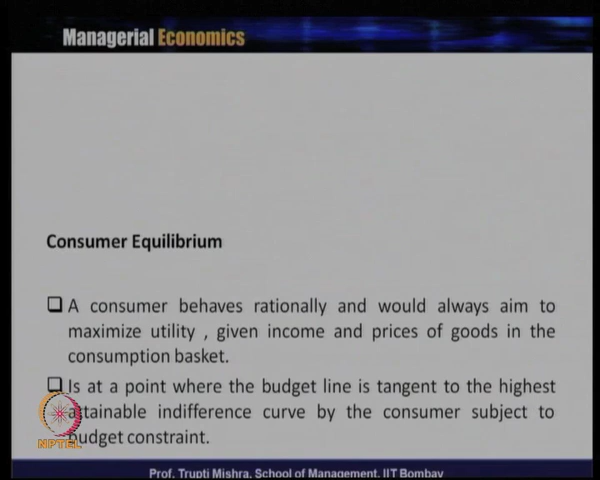 Managerial Economics
Consumer Equilibrium
A consumer behaves rationally and would always aim to
maximize utility , given income and prices of goods in the
consumption basket.
Is at a point where the budget line is tangent to the highest
attainable indifference curve by the consumer subject to
budget constraint.
NPTEL
Prof. Trupti Mishra, School of Management, IIT Bombay